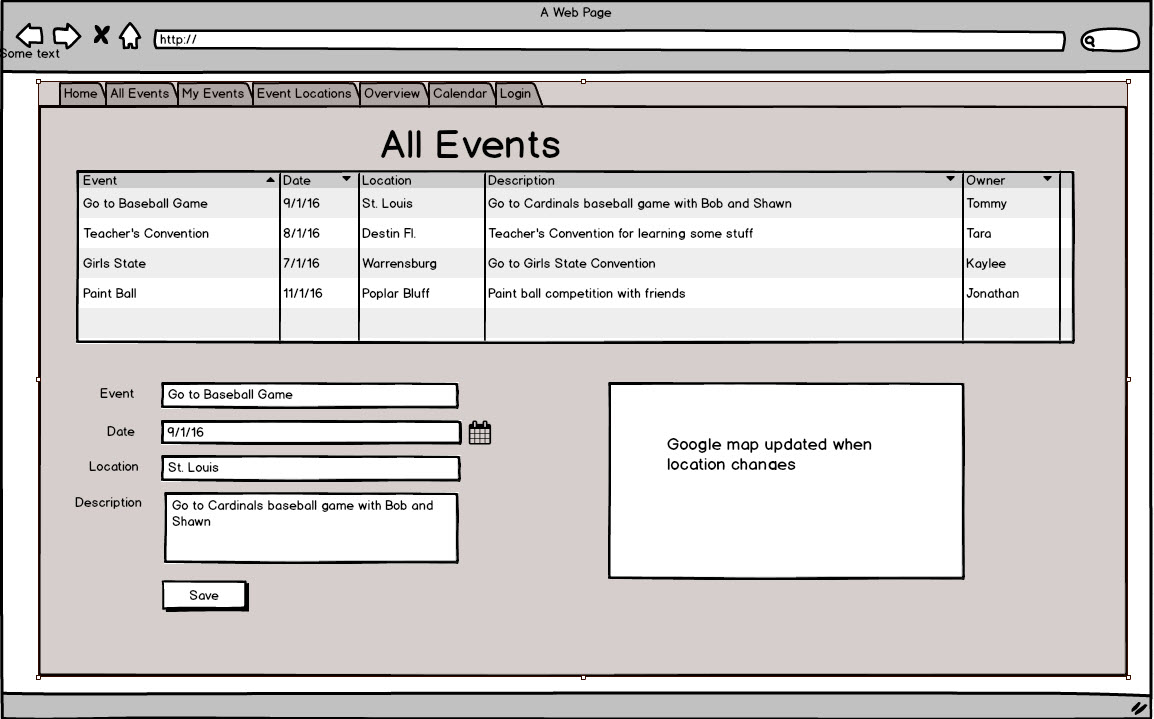 A Web Page
http://
Some text
Home All Events My Events Event Locations Overview Calendar Login
All Events
Event Date Location Description Owner
Go to Baseball Game 9/1/16 St. Louis Go to Cardinals baseball game with Bob and Shawn Tommy
Teacher's Convention 8/1/16 Destin Fl. Teacher's Convention for learning some stuff Tara
Girls State 7/1/16 Warrensburg Go to Girls State Convention Kaylee
Paint Ball 11/1/16 Poplar Bluff Paint ball competition with friends Jonathan
Event Go to Baseball Game
Date 9/1/16
Location St. Louis
Description Go to Cardinals baseball game with Bob and
Shawn
Save
Google map updated when
location changes